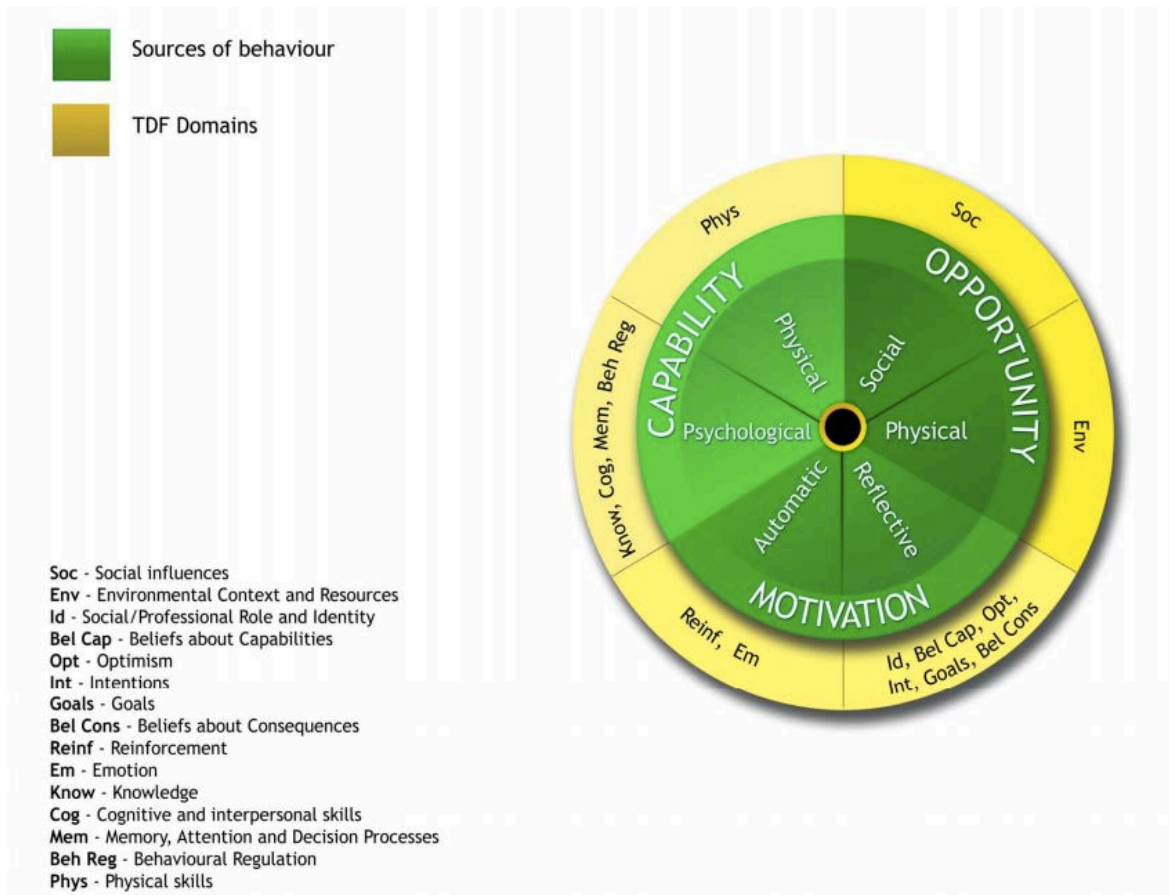 Sources of behaviour
TDF Domains
Phys
Soc
CAPABILITY
OPPORTUNITY
Physical
Social
Know, Cog, Mem, Beh Reg
Psychological
Physical
Env
Automatic
Reflective
MOTIVATION
Reinf, Em
Id, Bel Cap, Opt,
Int, Goals, Bel Cons
Soc - Social influences
Env - Environmental Context and Resources
Id - Social/Professional Role and Identity
Bel Cap - Beliefs about Capabilities
Opt - Optimism
Int - Intentions
Goals - Goals
Bel Cons - Beliefs about Consequences
Reinf - Reinforcement
Em - Emotion
Know - Knowledge
Cog - Cognitive and interpersonal skills
Mem - Memory, Attention and Decision Processes
Beh Reg - Behavioural Regulation
Phys - Physical skills